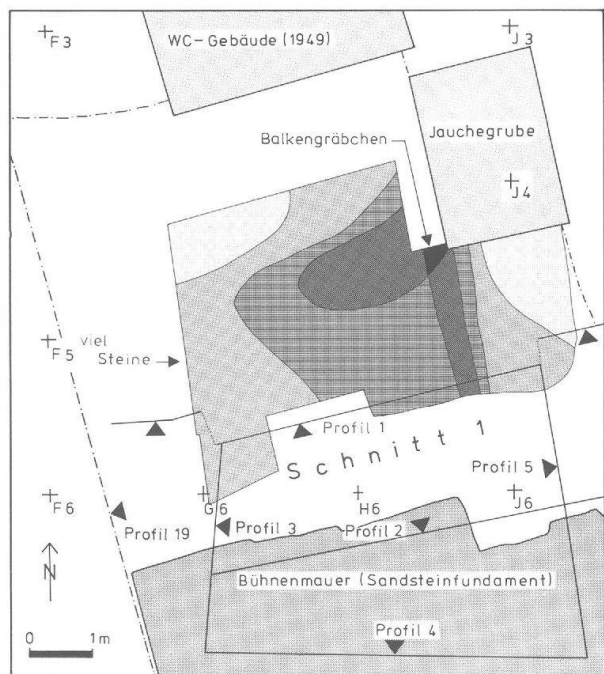 F3
WC-Gebäude (1949)
J3
Balkengräbchen
Jauchegrube
J4
F5
viel
Steine
Profil 1
Schnitt 1
Profil 5
F6
G6
H6
J6
Profil 19
Profil 3
Profil 2
N
Bühnenmauer (Sandsteinfundament)
0 1m
Profil 4